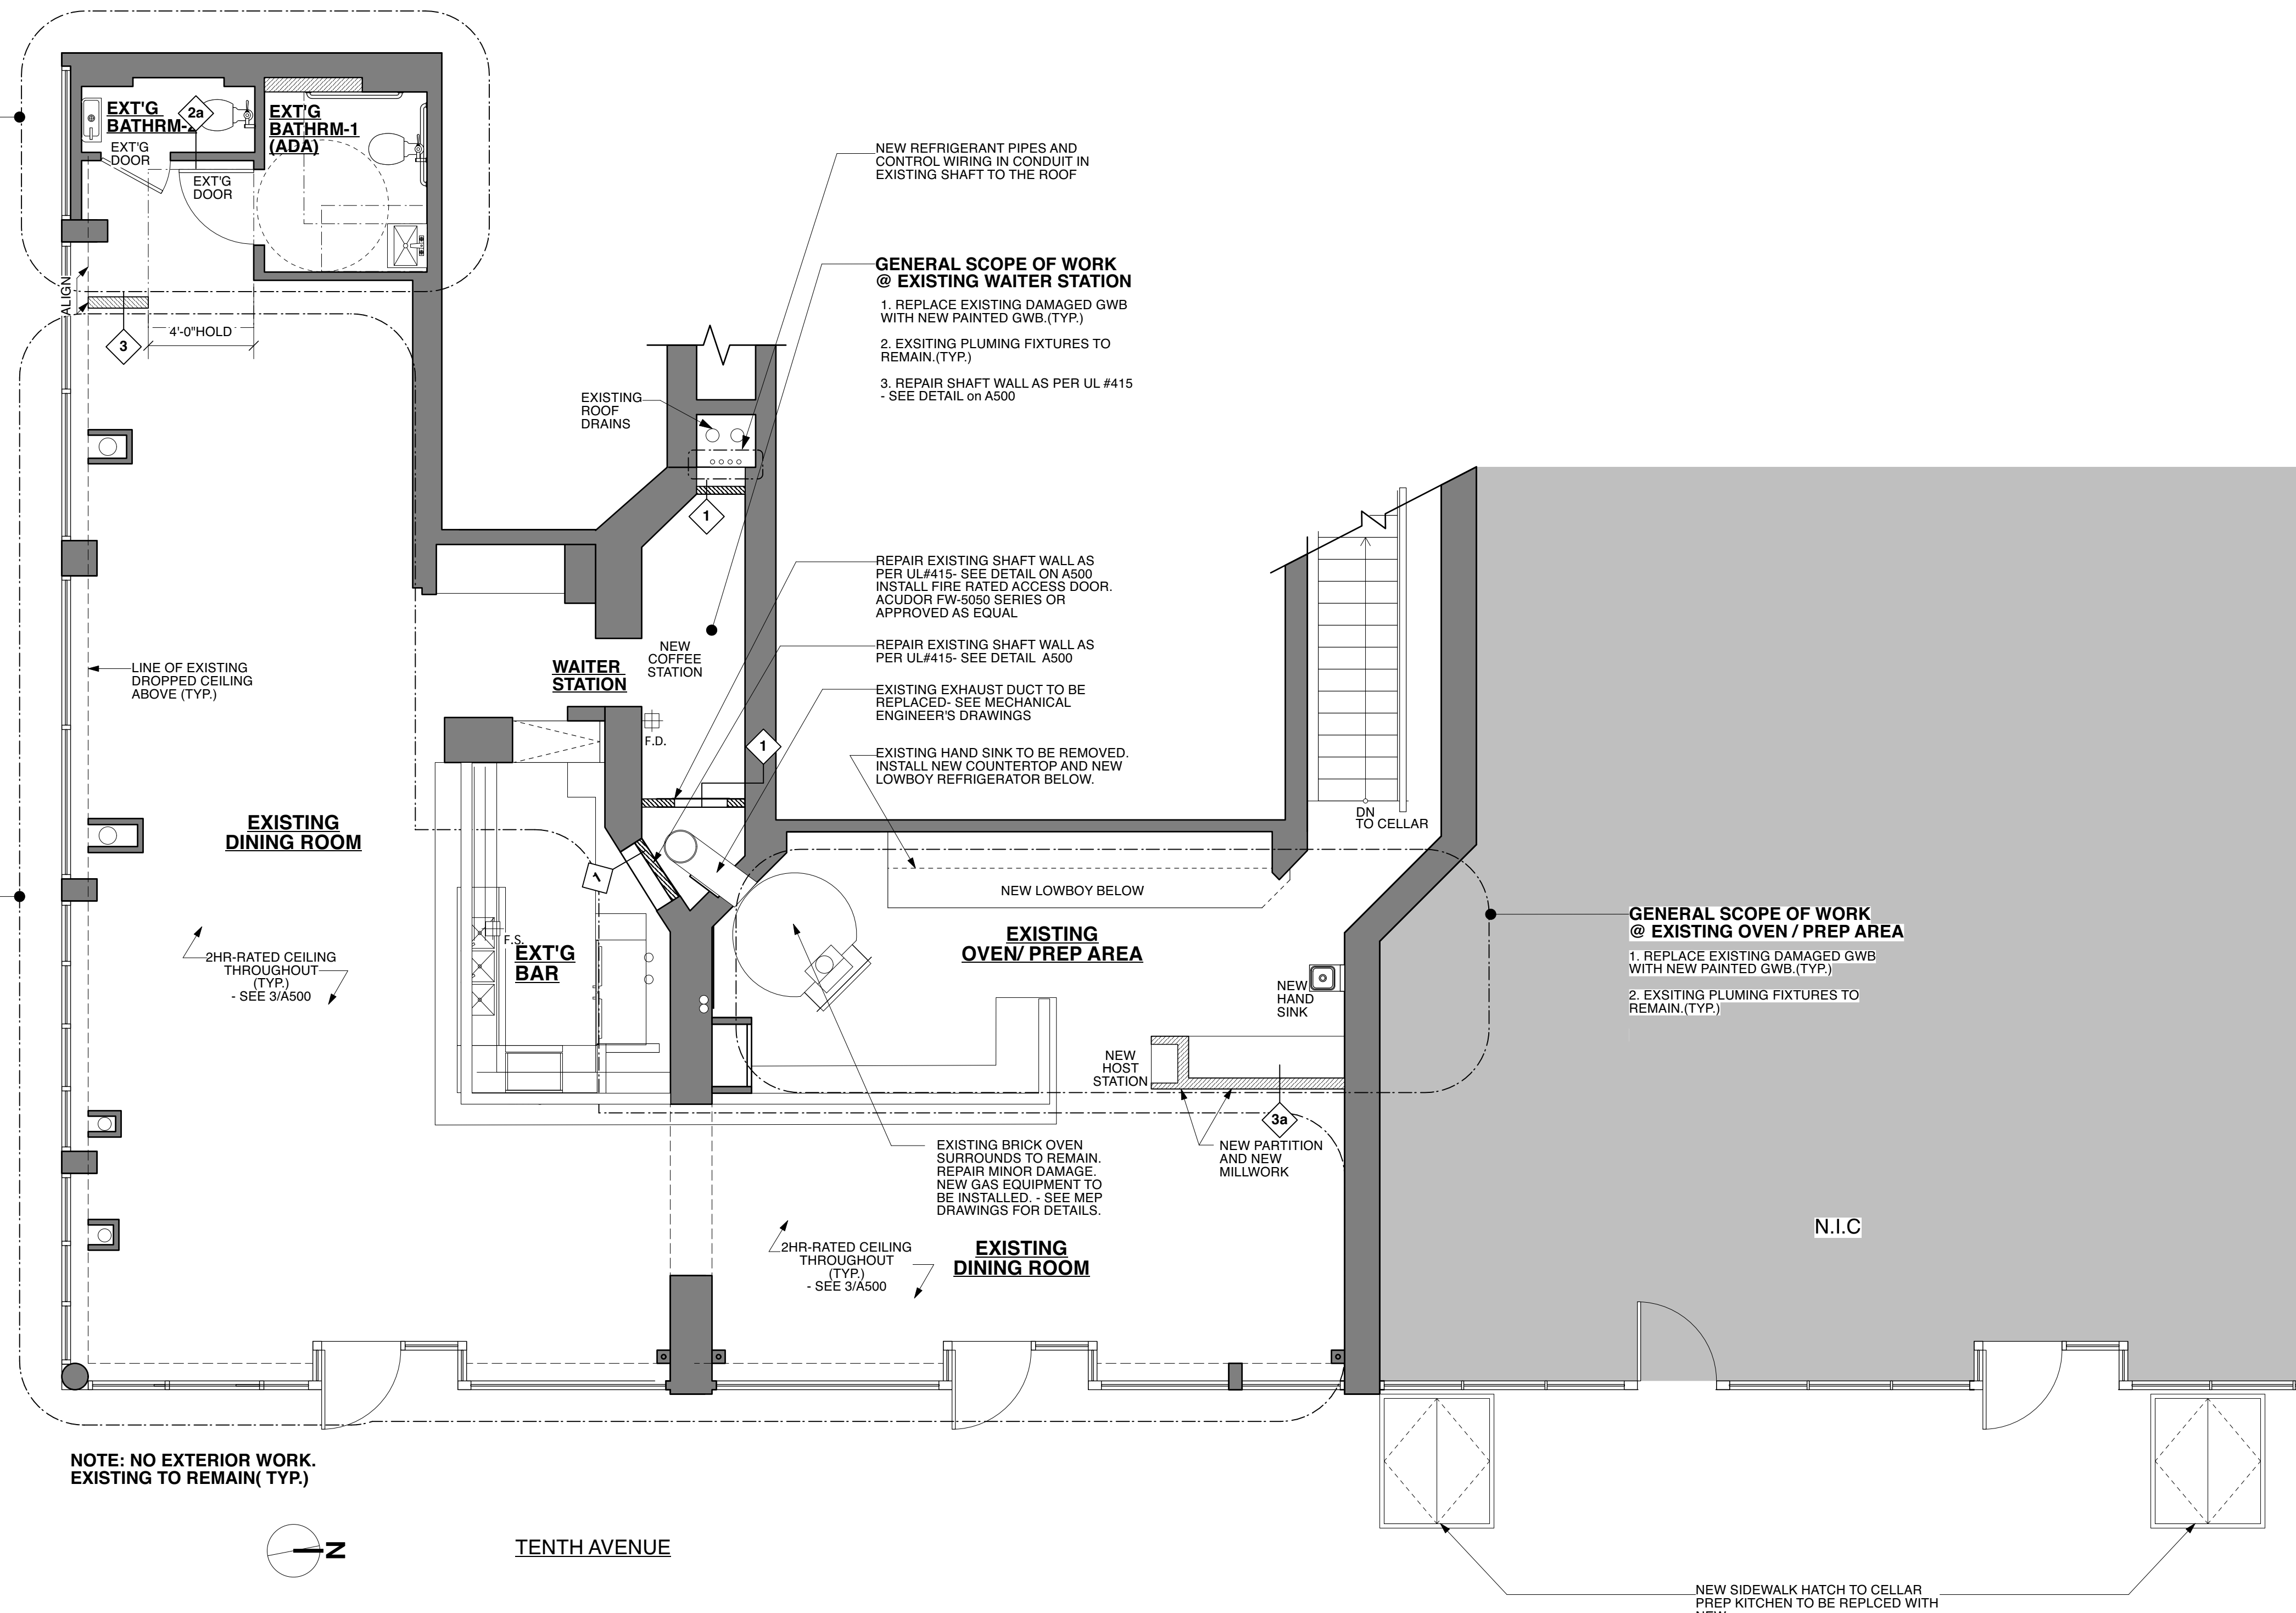 EXT'G
BATHRM-2
2a
EXT'G
BATHRM-1
(ADA)
EXT'G
DOOR
EXT'G
DOOR
ALIGN
4'-0"HOLD
3
NEW REFRIGERANT PIPES AND
CONTROL WIRING IN CONDUIT IN
EXISTING SHAFT TO THE ROOF
GENERAL SCOPE OF WORK
@ EXISTING WAITER STATION
1. REPLACE EXISTING DAMAGED GWB
WITH NEW PAINTED GWB.(TYP.)
2. EXSITING PLUMING FIXTURES TO
REMAIN.(TYP.)
3. REPAIR SHAFT WALL AS PER UL #415
- SEE DETAIL on A500
EXISTING
ROOF
DRAINS
1
REPAIR EXISTING SHAFT WALL AS
PER UL#415- SEE DETAIL ON A500
INSTALL FIRE RATED ACCESS DOOR.
ACUDOR FW-5050 SERIES OR
APPROVED AS EQUAL
REPAIR EXISTING SHAFT WALL AS
PER UL#415- SEE DETAIL A500
EXISTING EXHAUST DUCT TO BE
REPLACED- SEE MECHANICAL
ENGINEER'S DRAWINGS
EXISTING HAND SINK TO BE REMOVED.
INSTALL NEW COUNTERTOP AND NEW
LOWBOY REFRIGERATOR BELOW.
NEW
COFFEE
STATION
WAITER
STATION
LINE OF EXISTING
DROPPED CEILING
ABOVE (TYP.)
F.D.
1
DN
TO CELLAR
EXISTING
DINING ROOM
1
NEW LOWBOY BELOW
EXISTING
OVEN/ PREP AREA
GENERAL SCOPE OF WORK
@ EXISTING OVEN / PREP AREA
1. REPLACE EXISTING DAMAGED GWB
WITH NEW PAINTED GWB.(TYP.)
2. EXSITING PLUMING FIXTURES TO
REMAIN.(TYP.)
F.S.
EXT'G
BAR
2HR-RATED CEILING
THROUGHOUT
(TYP.)
- SEE 3/A500
NEW
HAND
SINK
NEW
HOST
STATION
3a
NEW PARTITION
AND NEW
MILLWORK
EXISTING BRICK OVEN
SURROUNDS TO REMAIN.
REPAIR MINOR DAMAGE.
NEW GAS EQUIPMENT TO
BE INSTALLED. - SEE MEP
DRAWINGS FOR DETAILS.
N.I.C
2HR-RATED CEILING
THROUGHOUT
(TYP.)
- SEE 3/A500
EXISTING
DINING ROOM
NOTE: NO EXTERIOR WORK.
EXISTING TO REMAIN( TYP.)
N
TENTH AVENUE
NEW SIDEWALK HATCH TO CELLAR
PREP KITCHEN TO BE REPLCED WITH